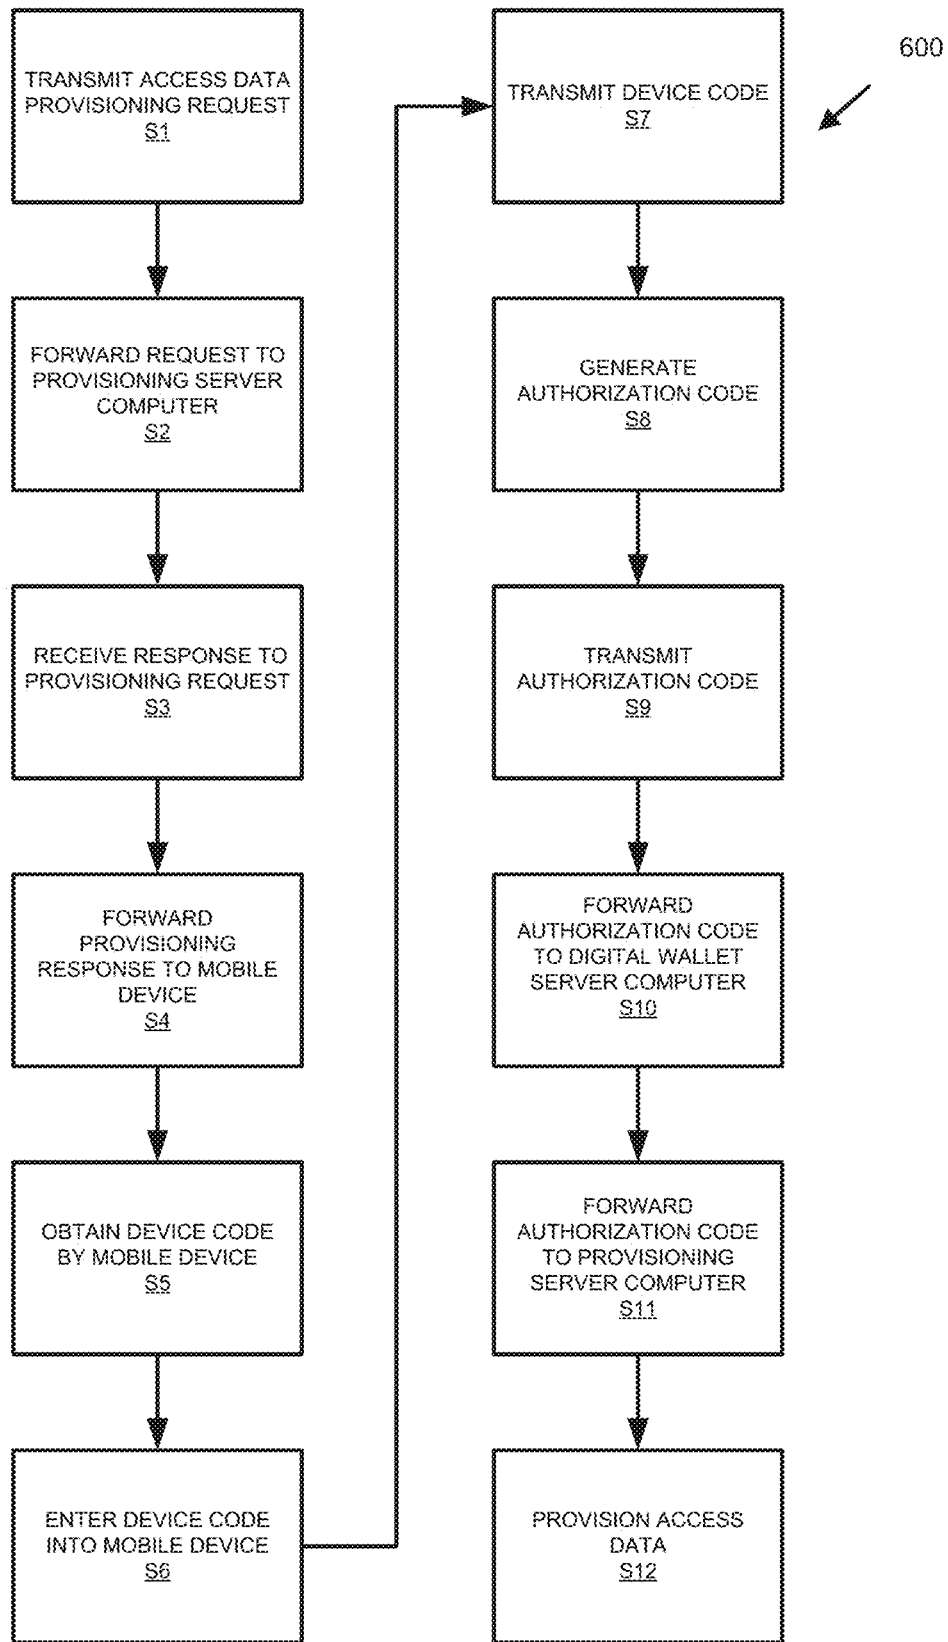 TRANSMIT ACCESS DATA
PROVISIONING REQUEST
S1
FORWARD REQUEST TO
PROVISIONING SERVER
COMPUTER
S2
RECEIVE RESPONSE TO
PROVISIONING REQUEST
S3
FORWARD
PROVISIONING
RESPONSE TO MOBILE
DEVICE
S4
OBTAIN DEVICE CODE
BY MOBILE DEVICE
S5
ENTER DEVICE CODE
INTO MOBILE DEVICE
S6
600
TRANSMIT DEVICE CODE
S7
GENERATE
AUTHORIZATION CODE
S8
TRANSMIT
AUTHORIZATION CODE
S9
FORWARD
AUTHORIZATION CODE
TO DIGITAL WALLET
SERVER COMPUTER
S10
FORWARD
AUTHORIZATION CODE
TO PROVISIONING
SERVER COMPUTER
S11
PROVISION ACCESS
DATA
S12